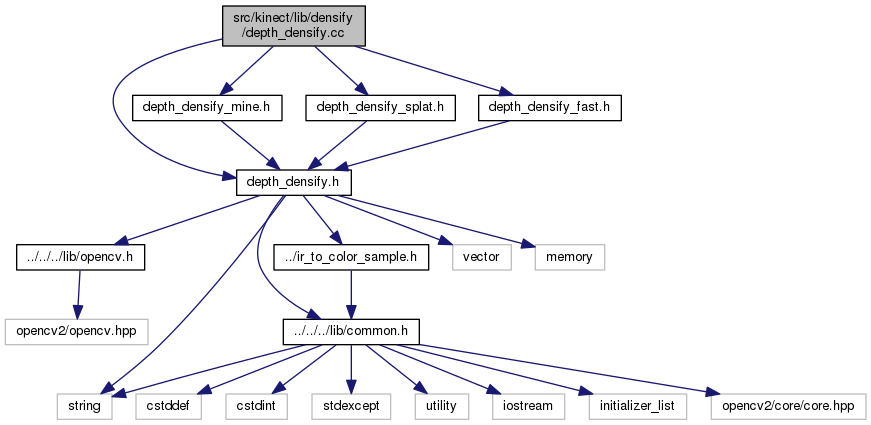 src/kinect/lib/densify
/depth_densify.cc
depth_densify_mine.h
depth_densify_splat.h
depth_densify_fast.h
depth_densify.h
../../../lib/opencv.h
../ir_to_color_sample.h
vector
memory
opencv2/opencv.hpp
../../../lib/common.h
string
cstddef
cstdint
stdexcept
utility
iostream
initializer_list
opencv2/core/core.hpp